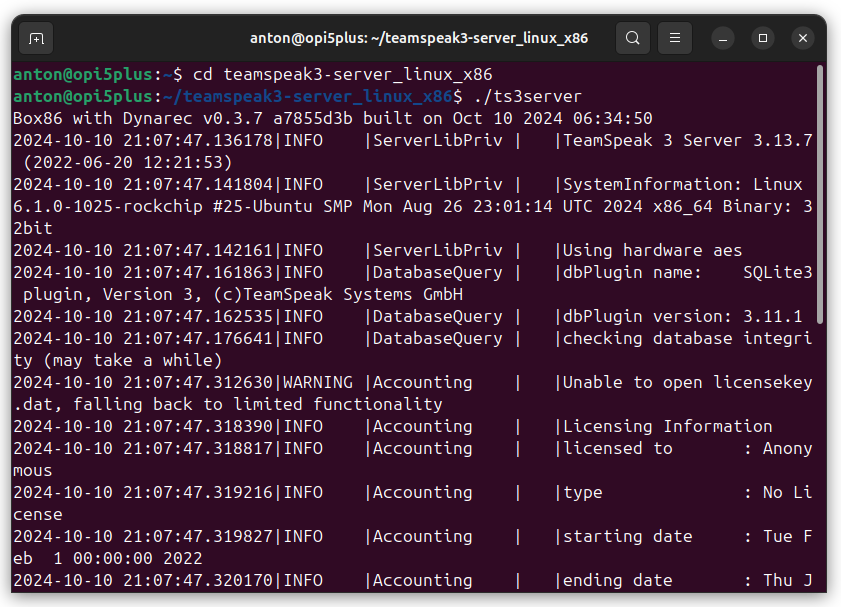 anton@opi5plus: ~/teamspeak3-server_linux_x86
anton@opi5plus:~$ cd teamspeak3-server_linux_x86
anton@opi5plus:~/teamspeak3-server_linux_x86$ ./ts3server
Box86 with Dynarec v0.3.7 a7855d3b built on Oct 10 2024 06:34:50
2024-10-10 21:07:47.136178|INFO    |ServerLibPriv |   |TeamSpeak 3 Server 3.13.7
 (2022-06-20 12:21:53)
2024-10-10 21:07:47.141804|INFO    |ServerLibPriv |   |SystemInformation: Linux
6.1.0-1025-rockchip #25-Ubuntu SMP Mon Aug 26 23:01:14 UTC 2024 x86_64 Binary: 3
2bit
2024-10-10 21:07:47.142161|INFO    |ServerLibPriv |   |Using hardware aes
2024-10-10 21:07:47.161863|INFO    |DatabaseQuery |   |dbPlugin name:    SQLite3
 plugin, Version 3, (c)TeamSpeak Systems GmbH
2024-10-10 21:07:47.162535|INFO    |DatabaseQuery |   |dbPlugin version: 3.11.1
2024-10-10 21:07:47.176641|INFO    |DatabaseQuery |   |checking database integri
ty (may take a while)
2024-10-10 21:07:47.312630|WARNING |Accounting    |   |Unable to open licensekey
.dat, falling back to limited functionality
2024-10-10 21:07:47.318390|INFO    |Accounting    |   |Licensing Information
2024-10-10 21:07:47.318817|INFO    |Accounting    |   |licensed to       : Anony
mous
2024-10-10 21:07:47.319216|INFO    |Accounting    |   |type              : No Li
cense
2024-10-10 21:07:47.319827|INFO    |Accounting    |   |starting date     : Tue F
eb  1 00:00:00 2022
2024-10-10 21:07:47.320170|INFO    |Accounting    |   |ending date       : Thu J